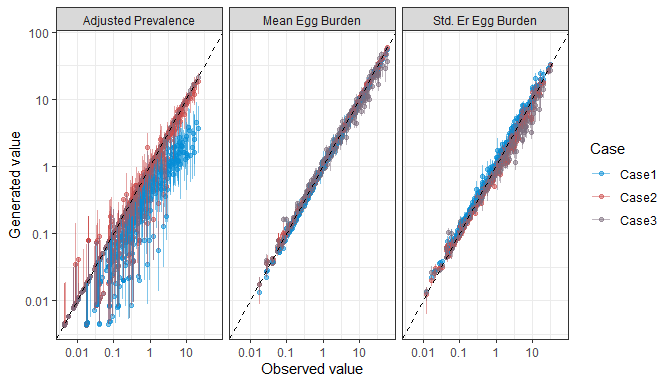 Adjusted Prevalence Mean Egg Burden Std. Er Egg Burden
100
10
1
0.1
0.01
Generated value
0.01 0.1 1 10 0.01 0.1 1 10 0.01 0.1 1 10
Observed value
Case
Case1
Case2
Case3